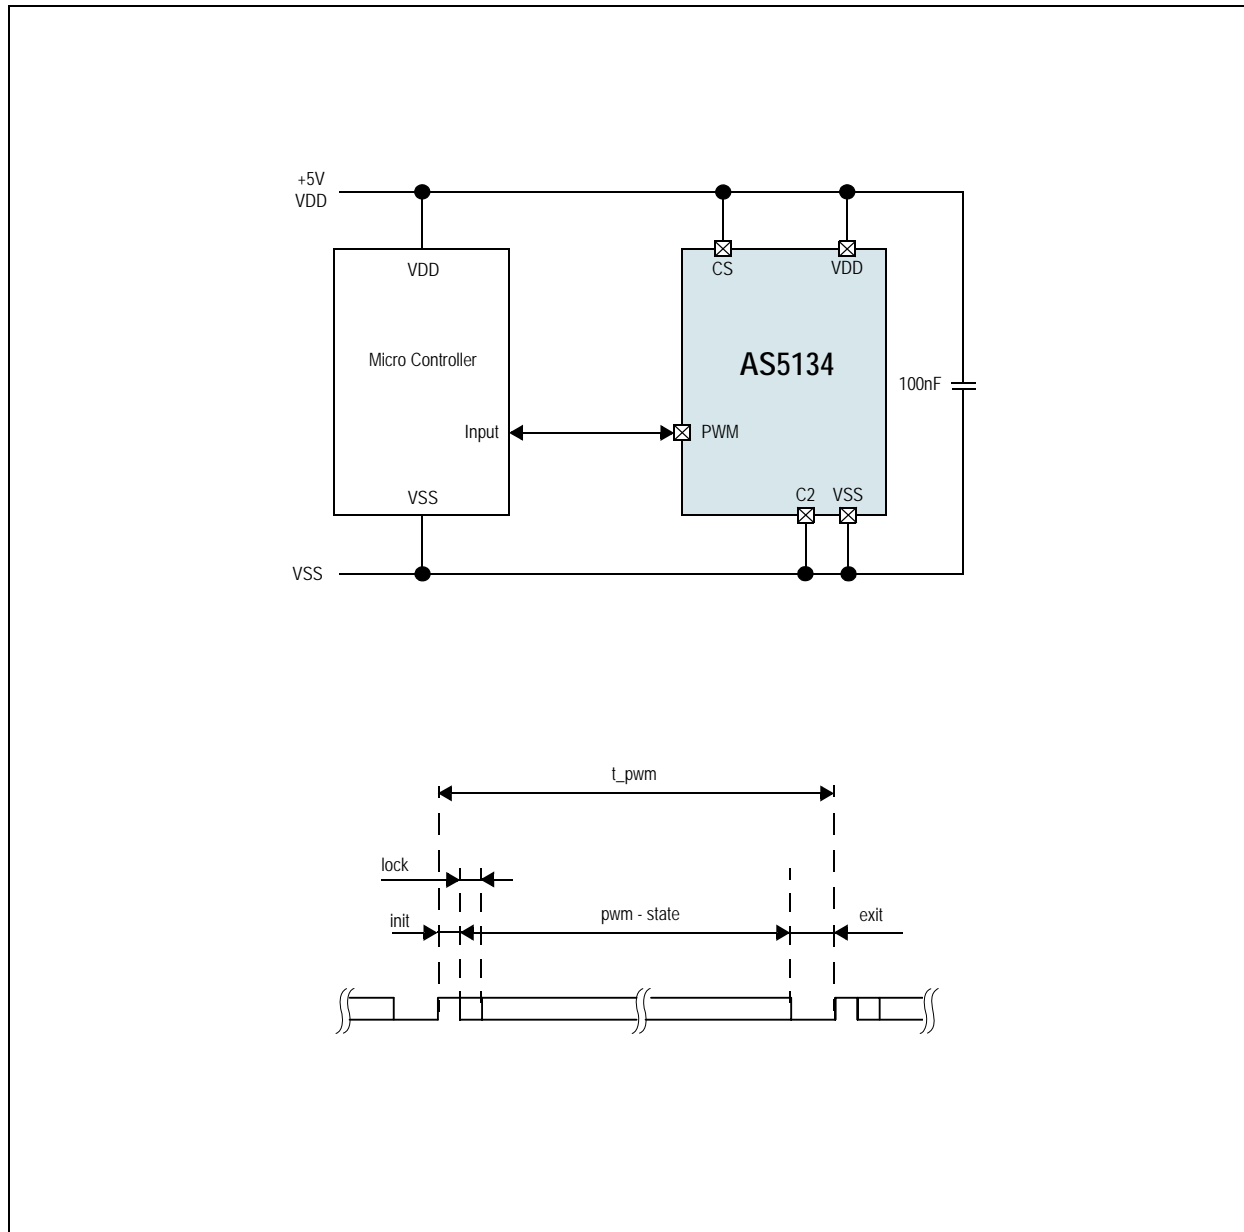 +5V
VDD
VDD
CS
VDD
Micro Controller
AS5134
100nF
Input
PWM
VSS
C2
VSS
VSS
t_pwm
lock
init
pwm - state
exit